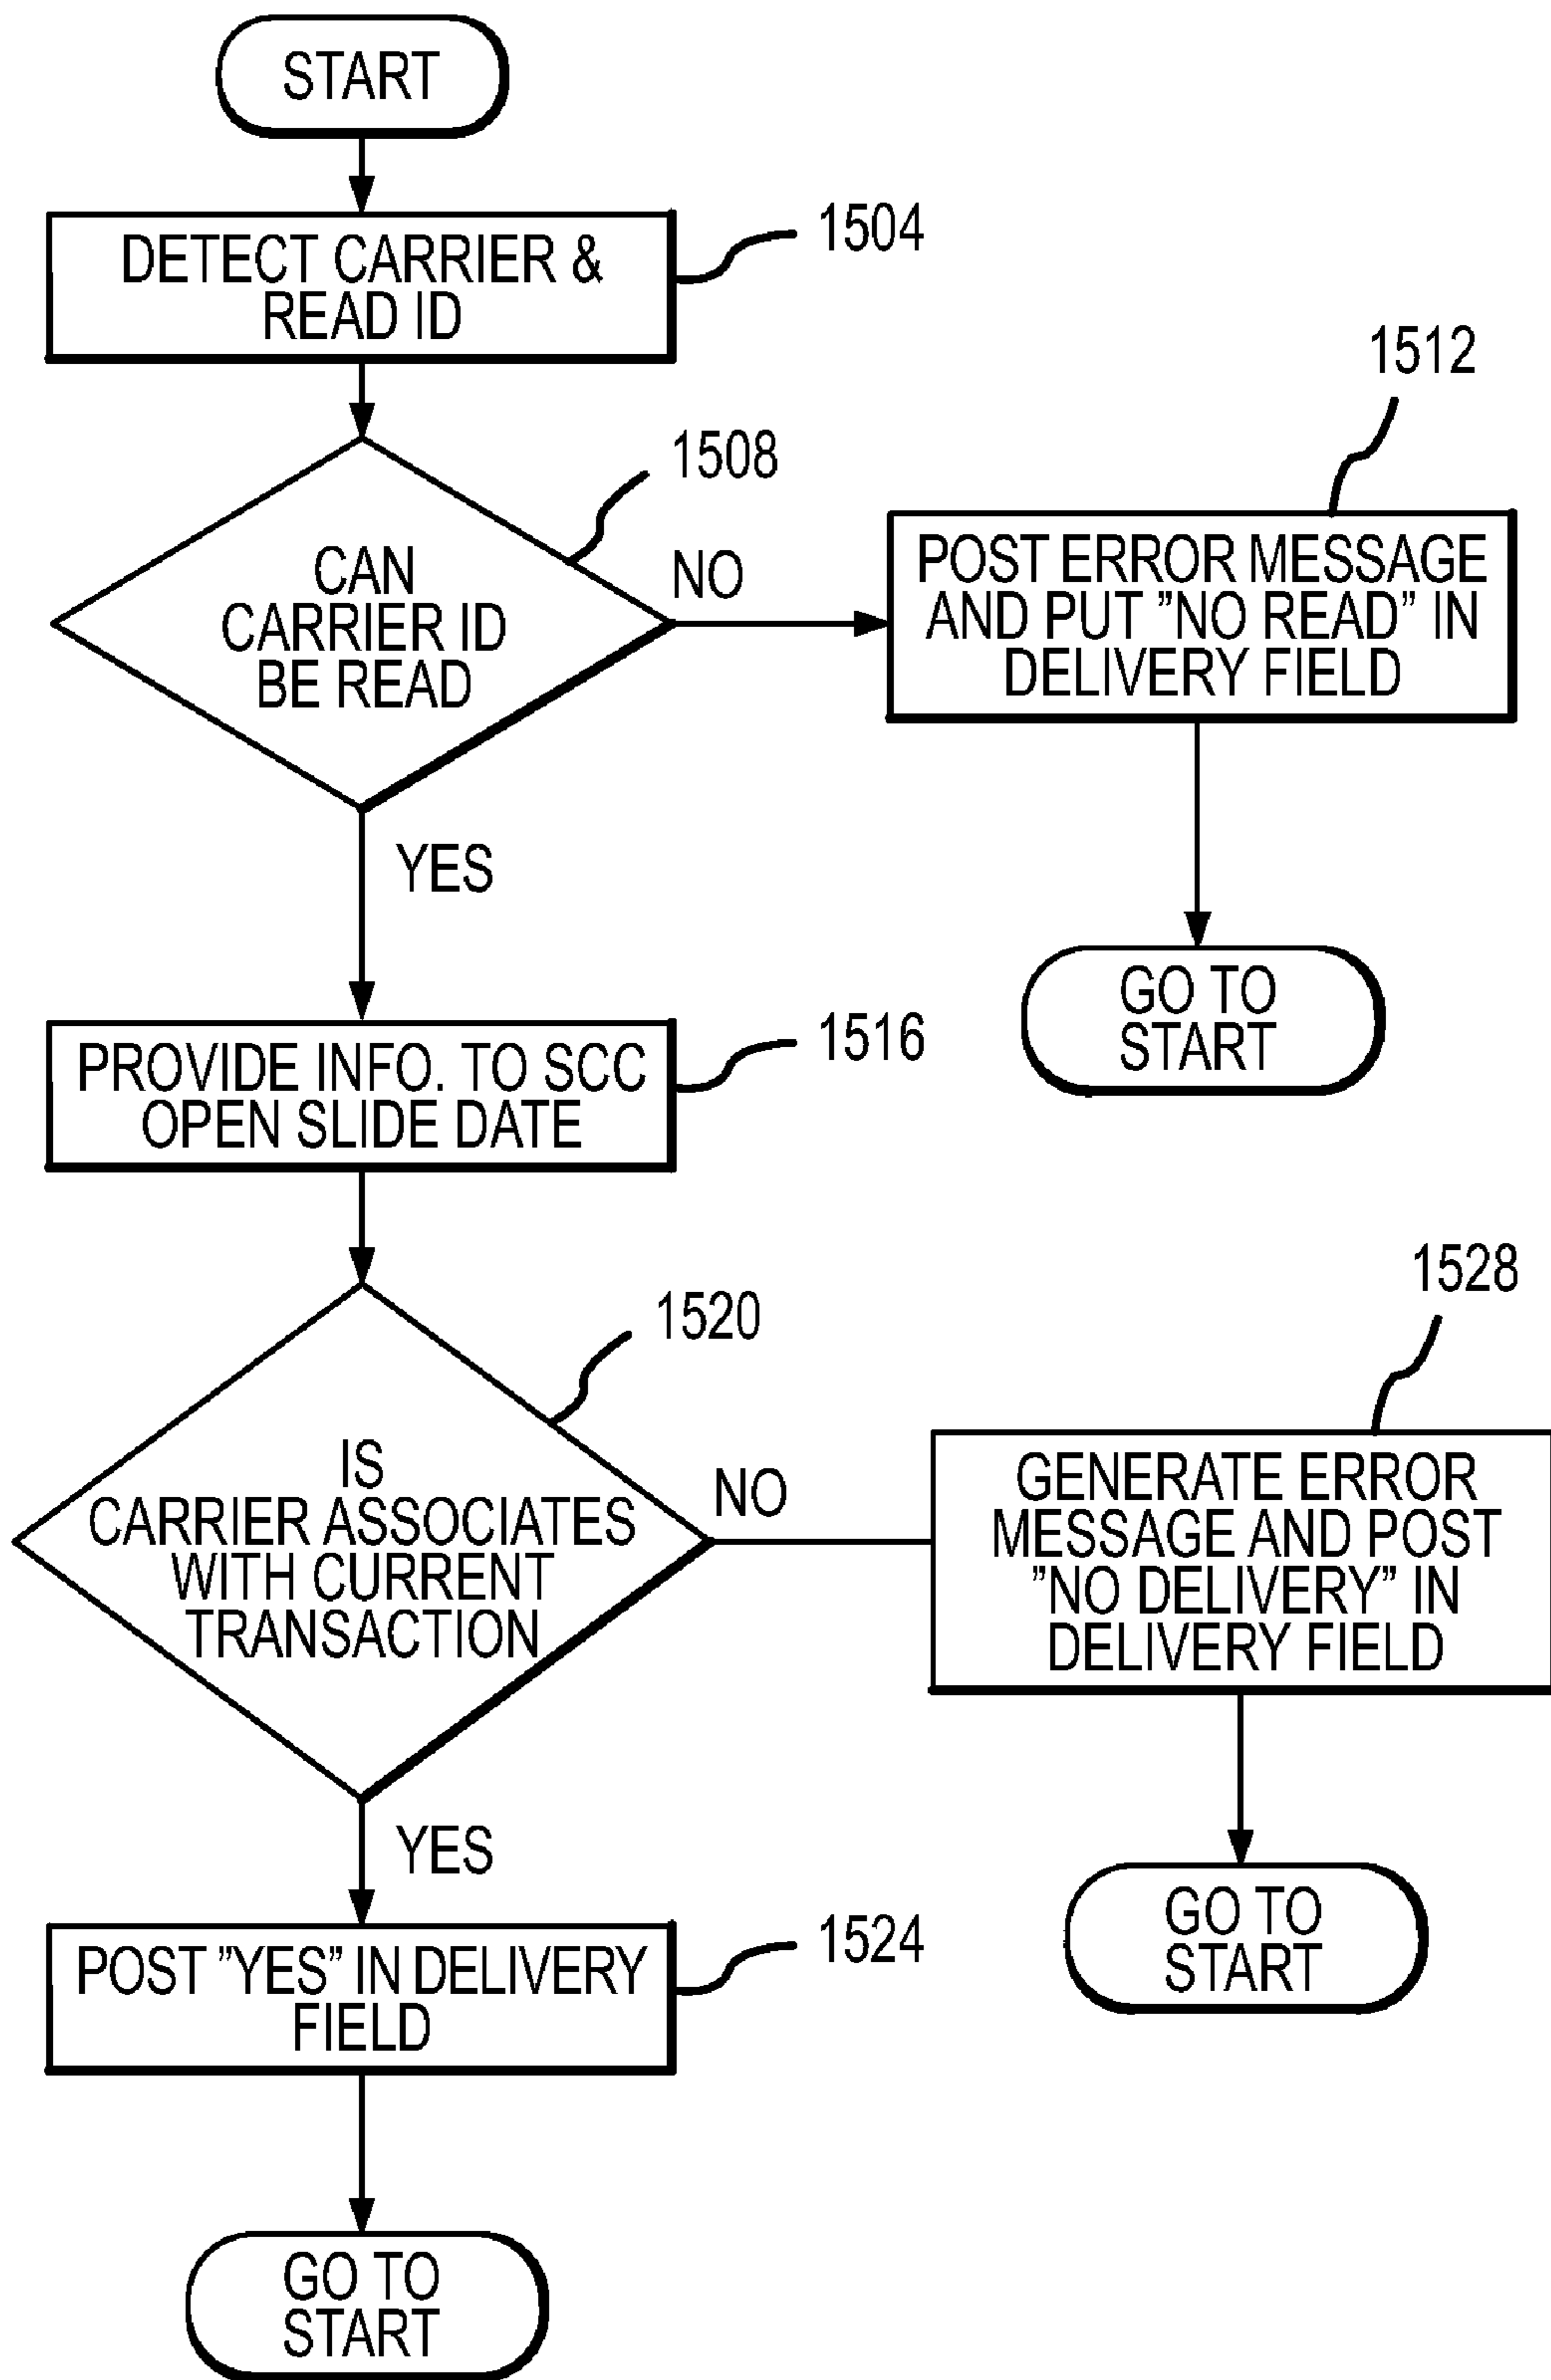 START
DETECT CARRIER &
READ ID
1504
CAN
CARRIER ID
BE READ
1508
NO
POST ERROR MESSAGE
AND PUT ”NO READ” IN
DELIVERY FIELD
1512
GO TO
START
YES
PROVIDE INFO. TO SCC
OPEN SLIDE DATE
1516
IS
CARRIER ASSOCIATES
WITH CURRENT
TRANSACTION
1520
NO
GENERATE ERROR
MESSAGE AND POST
”NO DELIVERY” IN
DELIVERY FIELD
1528
GO TO
START
YES
POST ”YES” IN DELIVERY
FIELD
1524
GO TO
START